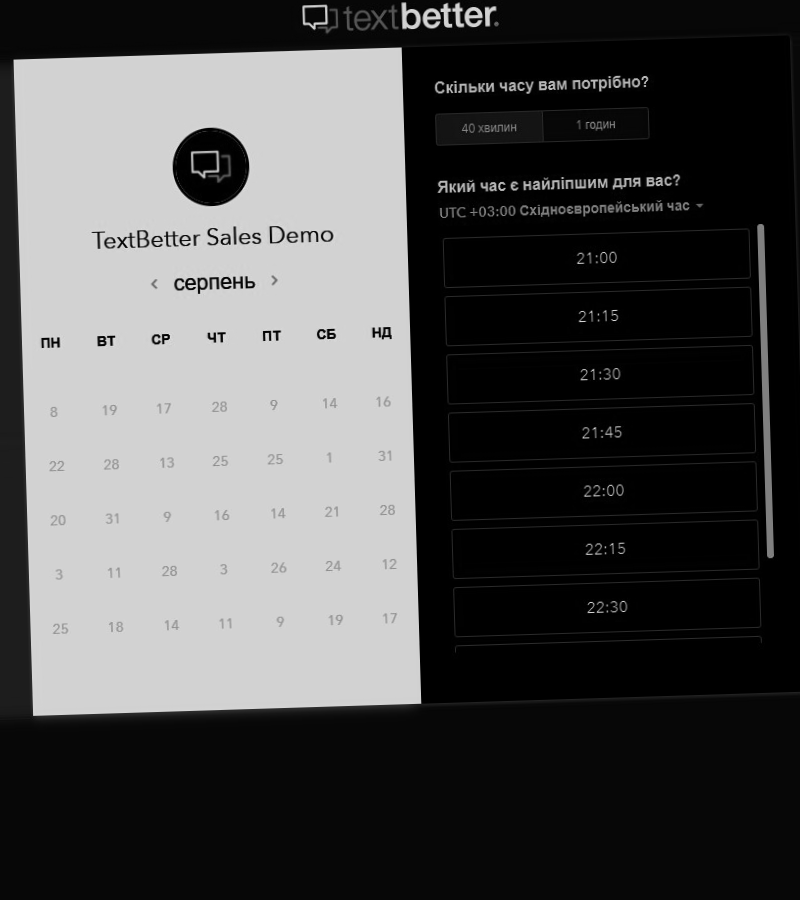 textbetter.
TextBetter Sales Demo
серпень
ПН ВТ СР ЧТ ПТ СБ НД
8 19 17 28 9 14 16
22 28 13 25 25 1 31
20 31 9 16 14 21 28
3 11 28 3 26 24 12
25 18 14 11 9 19 17
Скільки часу вам потрібно?
40 хвилин 1 годин
Який час є найліпшим для вас?
UTC +03:00 Східноєвропейський час
21:00
21:15
21:30
21:45
22:00
22:15
22:30